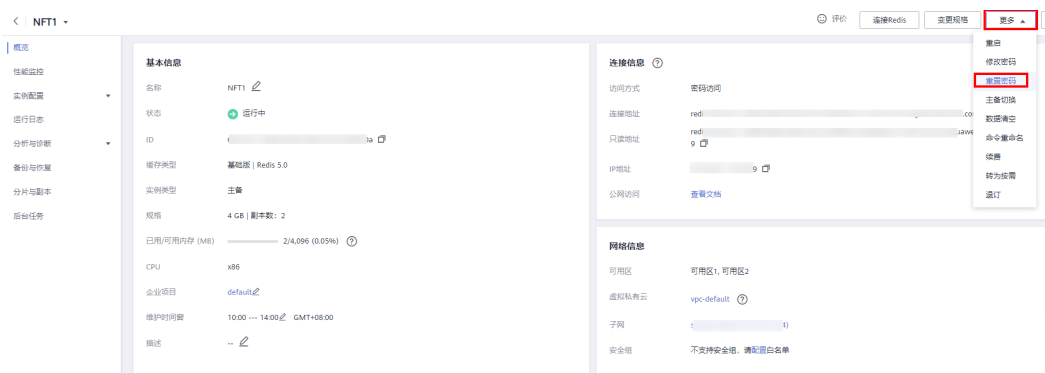 NFT1
评价
连接Redis
变更规格
更多
重启
修改密码
重置密码
主备切换
数据清空
命令重命名
续费
转为按需
退订
概览
性能监控
实例配置
运行日志
分析与诊断
备份与恢复
分片与副本
后台任务
基本信息
名称 NFT1
状态 运行中
ID
缓存类型 基础版 | Redis 5.0
实例类型 主备
规格 4 GB | 副本数：2
已用/可用内存 (MB) 2/4,096 (0.05%)
CPU x86
企业项目 default
维护时间窗 10:00 --- 14:00 GMT+08:00
描述 --
连接信息
访问方式 密码访问
连接地址 redi .co
只读地址 redi
9
IP地址 9
公网访问 查看文档
网络信息
可用区 可用区1, 可用区2
虚拟私有云 vpc-default
子网 4)
安全组 不支持安全组，请配置白名单